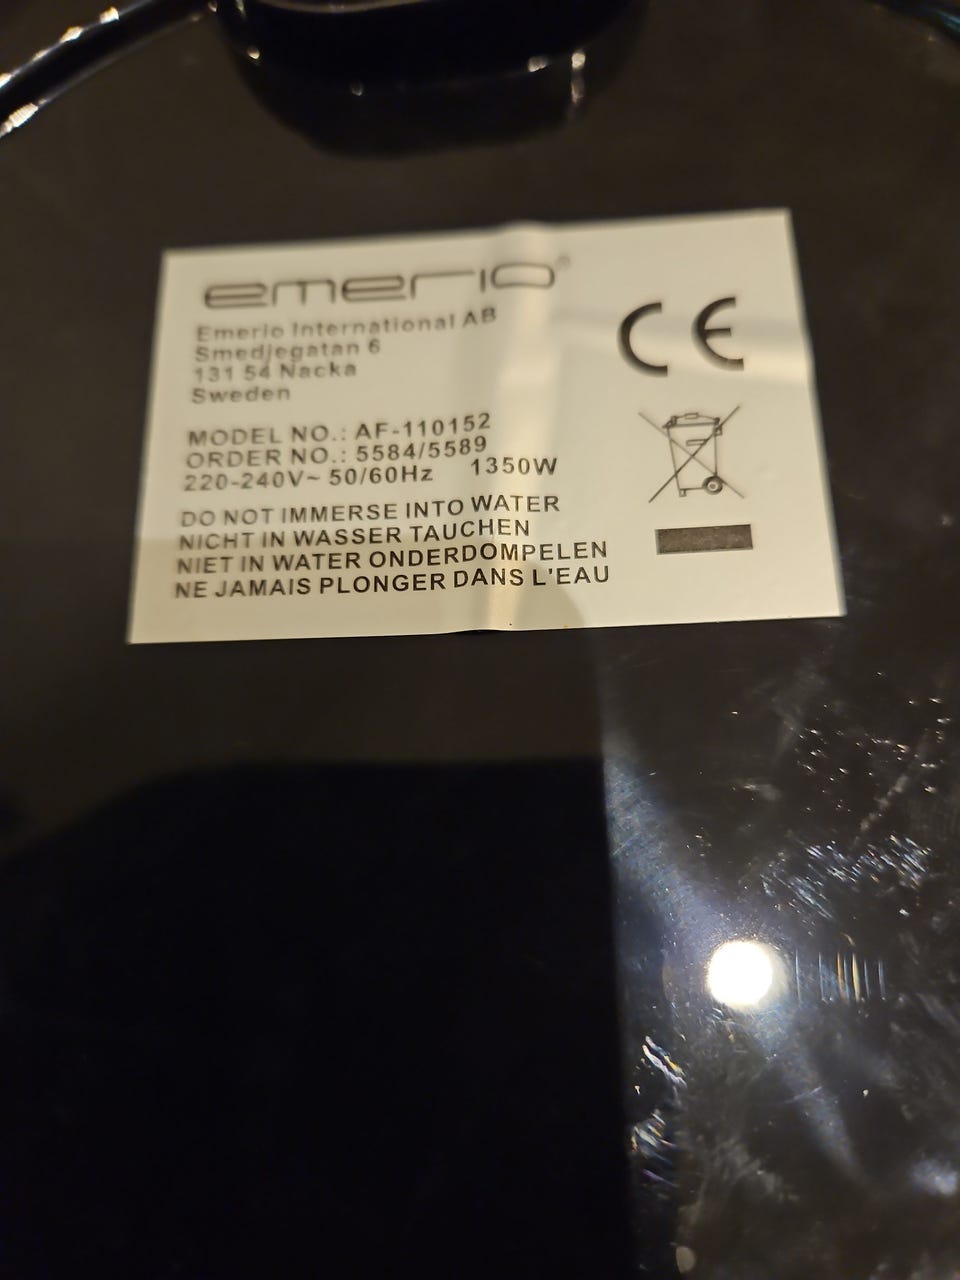 emerio®
Emerio International AB
Smedjegatan 6
131 54 Nacka
Sweden
CE
MODEL NO.: AF-110152
ORDER NO.: 5584/5589
220-240V~ 50/60Hz 1350W
DO NOT IMMERSE INTO WATER
NICHT IN WASSER TAUCHEN
NIET IN WATER ONDERDOMPELEN
NE JAMAIS PLONGER DANS L'EAU